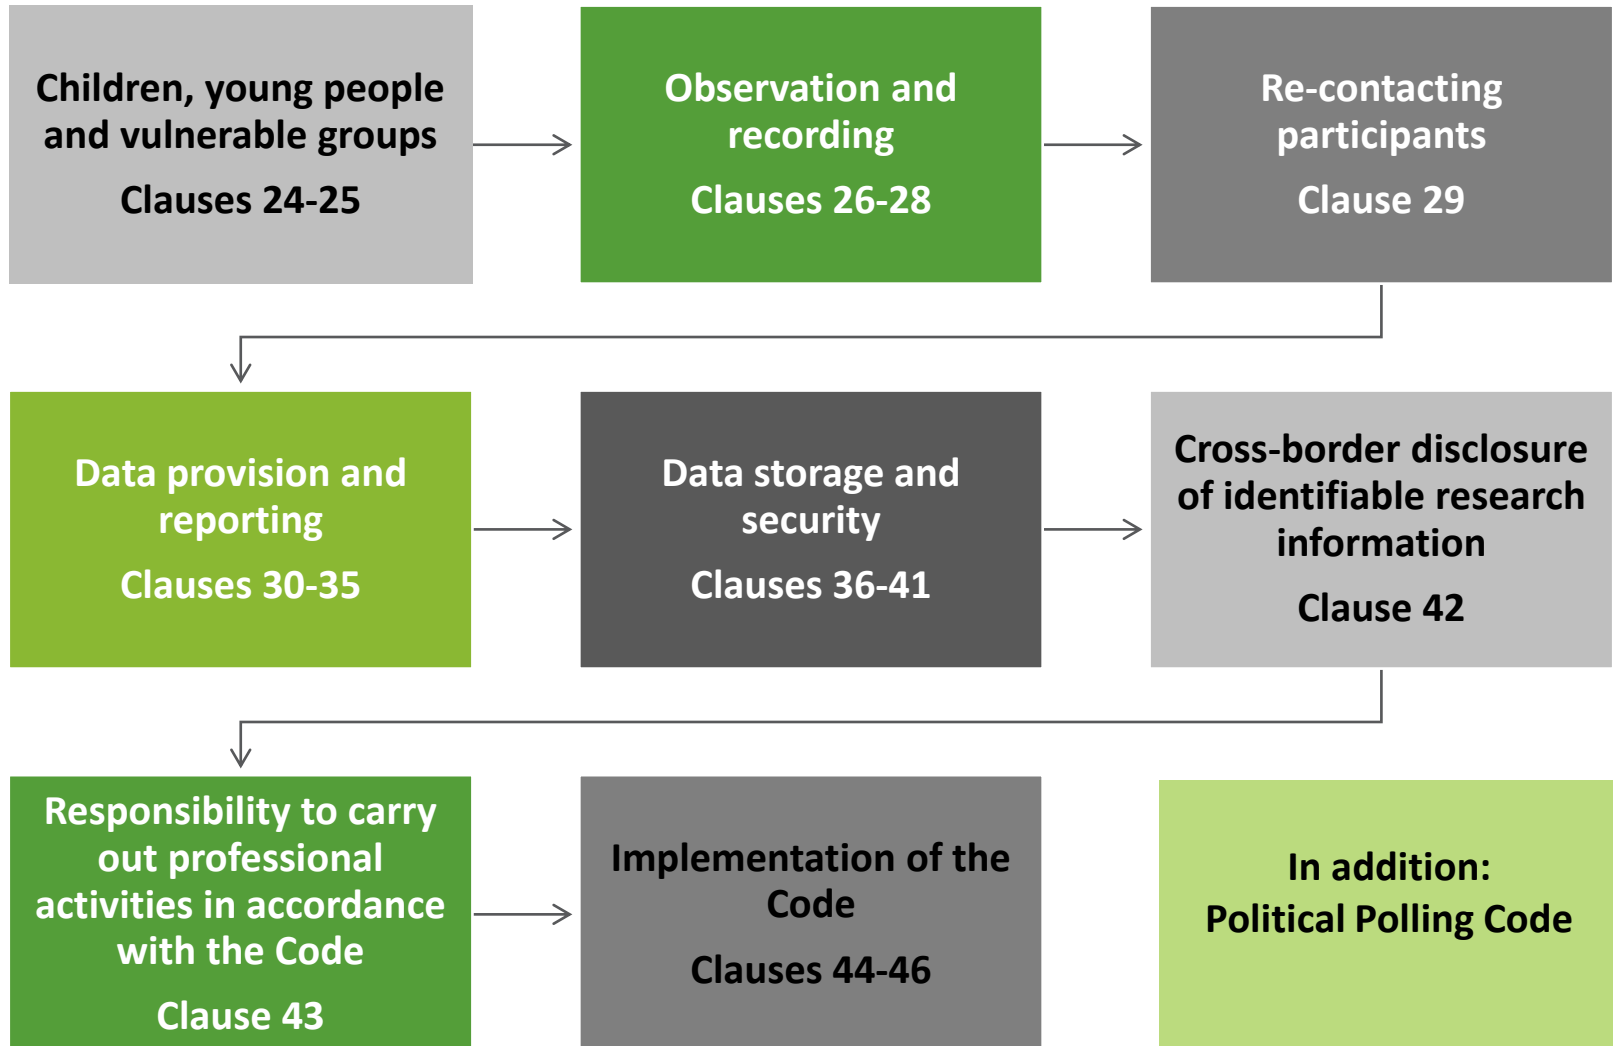 Children, young people
and vulnerable groups
Clauses 24-25
Observation and
recording
Clauses 26-28
Re-contacting
participants
Clause 29
Data provision and
reporting
Clauses 30-35
Data storage and
security
Clauses 36-41
Cross-border disclosure
of identifiable research
information
Clause 42
Responsibility to carry
out professional
activities in accordance
with the Code
Clause 43
Implementation of the
Code
Clauses 44-46
In addition:
Political Polling Code